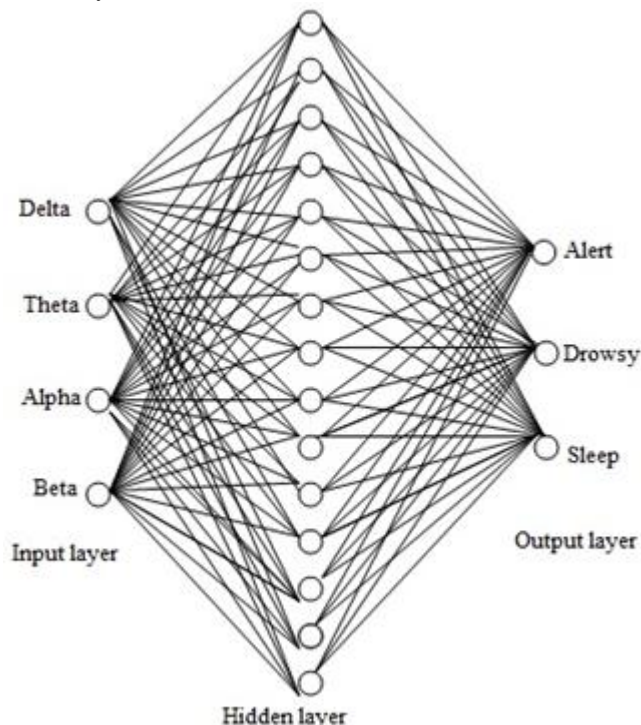 Delta
Theta
Alpha
Beta
Input layer
Hidden layer
Alert
Drowsy
Sleep
Output layer